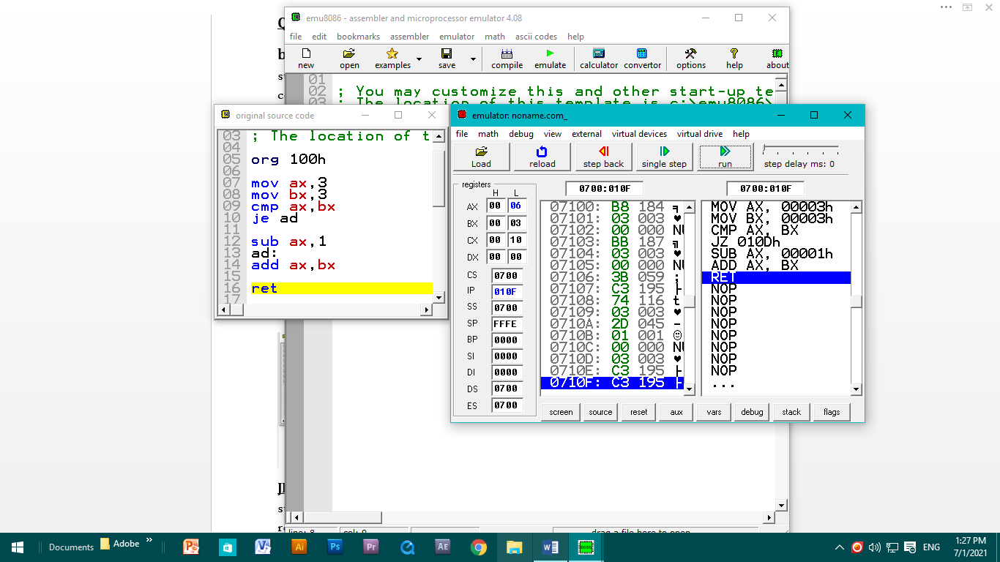 emu8086 - assembler and microprocessor emulator 4.08
file edit bookmarks assembler emulator math ascii codes help
new open examples save compile emulate calculator convertor options help about
01
02 ; You may customize this and other start-up te
03 ; The location of this template is c:\emu8086\
original source code
03 ; The location of t
04
05 org 100h
06
07 mov ax,3
08 mov bx,3
09 cmp ax,bx
10 je ad
11
12 sub ax,1
13 ad:
14 add ax,bx
15
16 ret
17
emulator: noname.com_
file math debug view external virtual devices virtual drive help
Load reload step back single step run step delay ms: 0
registers
H L
AX 00 06
BX 00 03
CX 00 10
DX 00 00
CS 0700
IP 010F
SS 0700
SP FFFE
BP 0000
SI 0000
DI 0000
DS 0700
ES 0700
0700:010F
07100: B8 184 ╕
07101: 03 003 ♥
07102: 00 000 NU
07103: BB 187 ╗
07104: 03 003 ♥
07105: 00 000 NU
07106: 3B 059 ;
07107: C3 195 ├
07108: 74 116 t
07109: 03 003 ♥
0710A: 2D 045 -
0710B: 01 001 ☺
0710C: 00 000 NU
0710D: 03 003 ♥
0710E: C3 195 ├
0710F: C3 195 ├
0700:010F
MOV AX, 00003h
MOV BX, 00003h
CMP AX, BX
JZ 010Dh
SUB AX, 00001h
ADD AX, BX
RET
NOP
NOP
NOP
NOP
NOP
NOP
NOP
NOP
...
screen source reset aux vars debug stack flags
line: 8 col: 9 drag a file here to open
Documents Adobe »
Ai Ps Pr AE 8086
ENG
1:27 PM
7/1/2021